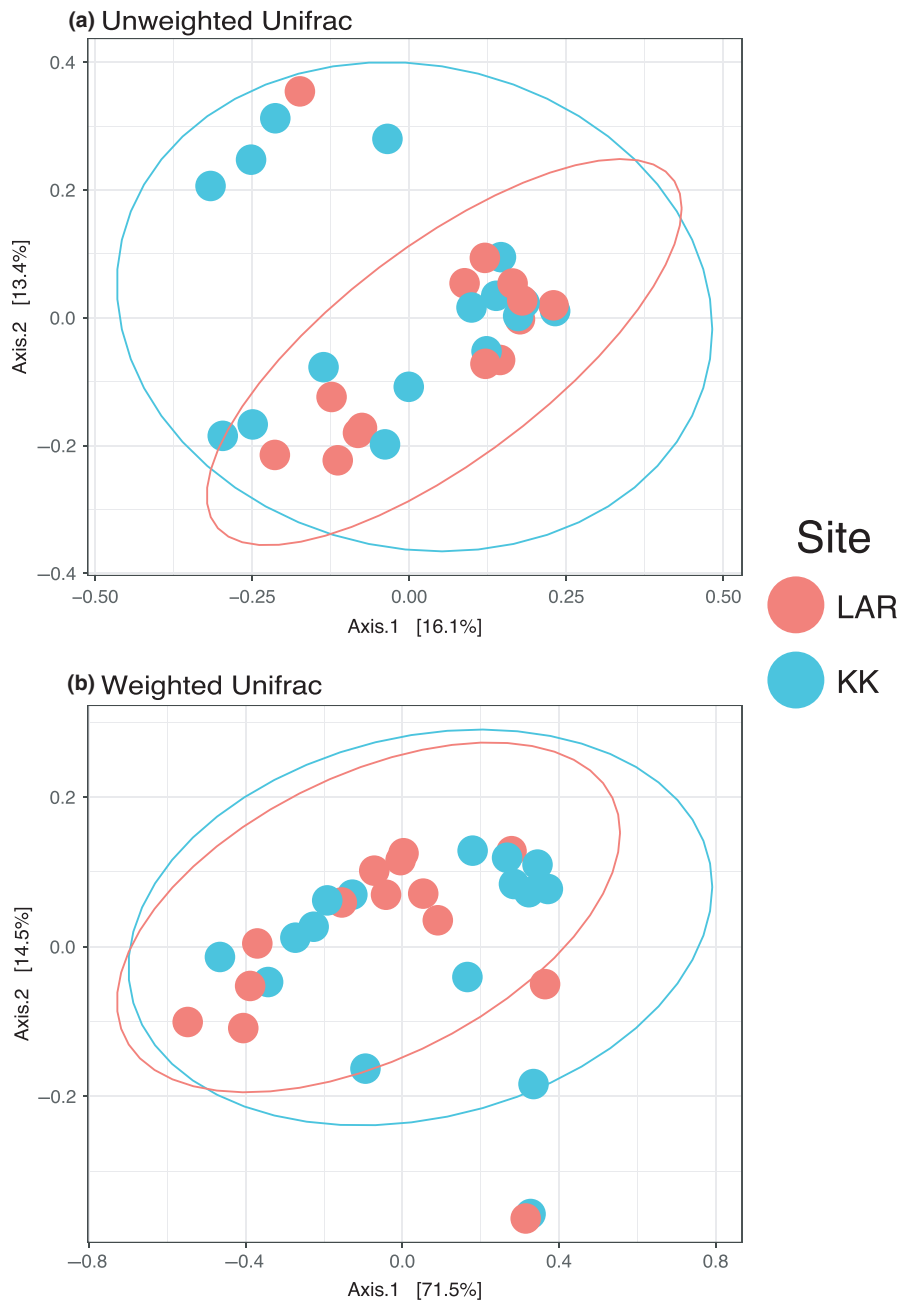 (a) Unweighted Unifrac
0.4
0.2
0.0
−0.2
−0.4
Axis.2 [13.4%]
−0.50 −0.25 0.00 0.25 0.50
Axis.1 [16.1%]
Site
LAR
KK
(b) Weighted Unifrac
0.2
0.0
−0.2
Axis.2 [14.5%]
−0.8 −0.4 0.0 0.4 0.8
Axis.1 [71.5%]